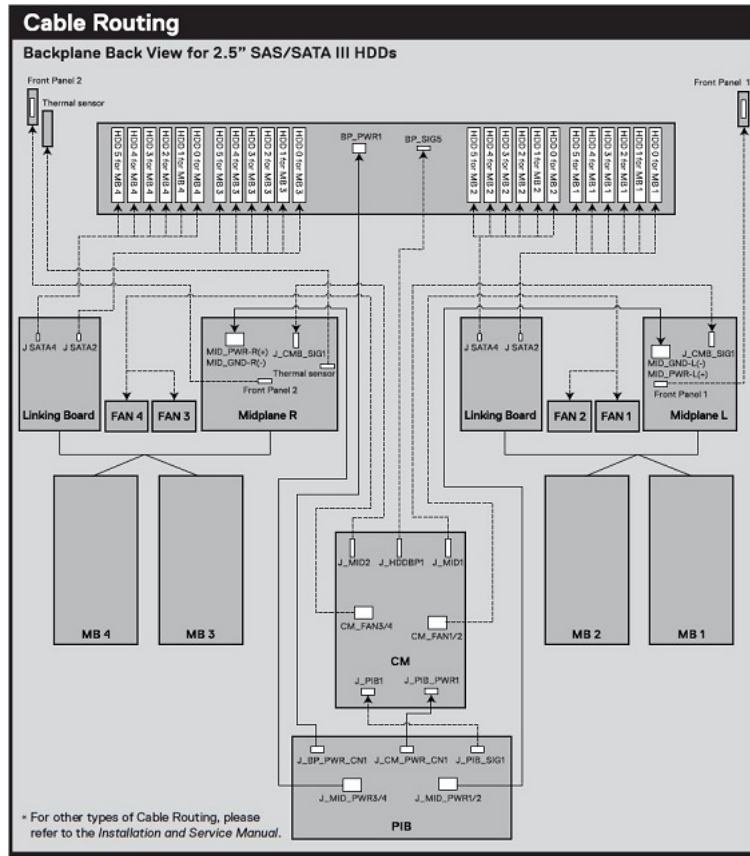 Cable Routing
Backplane Back View for 2.5" SAS/SATA III HDDs
Front Panel 2
Thermal sensor
Front Panel 1
HDD 5 for MB 4
HDD 4 for MB 4
HDD 3 for MB 4
HDD 2 for MB 4
HDD 1 for MB 4
HDD 0 for MB 4
HDD 5 for MB 3
HDD 4 for MB 3
HDD 3 for MB 3
HDD 2 for MB 3
HDD 1 for MB 3
HDD 0 for MB 3
BP_PWR1
BP_SIG5
HDD 5 for MB 2
HDD 4 for MB 2
HDD 3 for MB 2
HDD 2 for MB 2
HDD 1 for MB 2
HDD 0 for MB 2
HDD 5 for MB 1
HDD 4 for MB 1
HDD 3 for MB 1
HDD 2 for MB 1
HDD 1 for MB 1
HDD 0 for MB 1
J SATA4
J SATA2
Linking Board
FAN 4
FAN 3
MID_PWR-R(+)
MID_GND-R(-)
J_CMB_SIG1
Thermal sensor
Front Panel 2
Midplane R
J SATA4
J SATA2
Linking Board
FAN 2
FAN 1
MID_GND-L(-)
MID_PWR-L(+)
J_CMB_SIG1
Front Panel 1
Midplane L
MB 4
MB 3
MB 2
MB 1
J_MID2
J_HDDBP1
J_MID1
CM_FAN3/4
CM_FAN1/2
CM
J_PIB1
J_PIB_PWR1
J_BP_PWR_CN1
J_CM_PWR_CN1
J_PIB_SIG1
J_MID_PWR3/4
J_MID_PWR1/2
PIB
* For other types of Cable Routing, please
refer to the Installation and Service Manual.